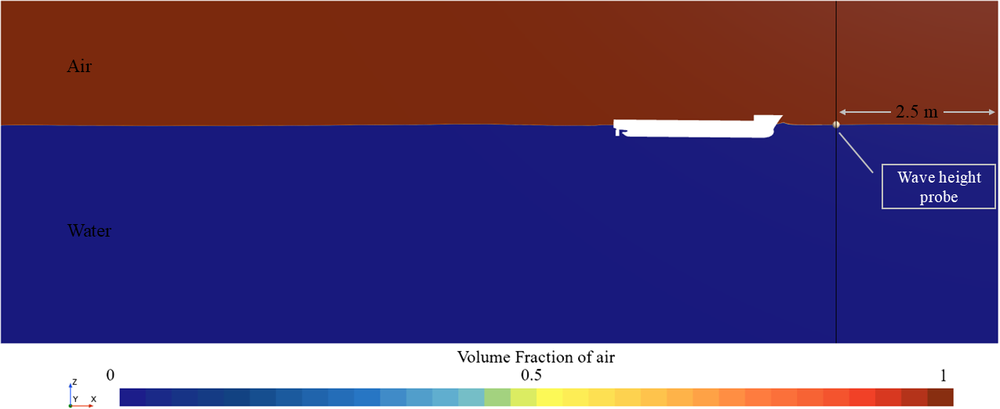 Air
2.5 m
Wave height
probe
Water
Volume Fraction of air
0
0.5
1
Z
Y
X